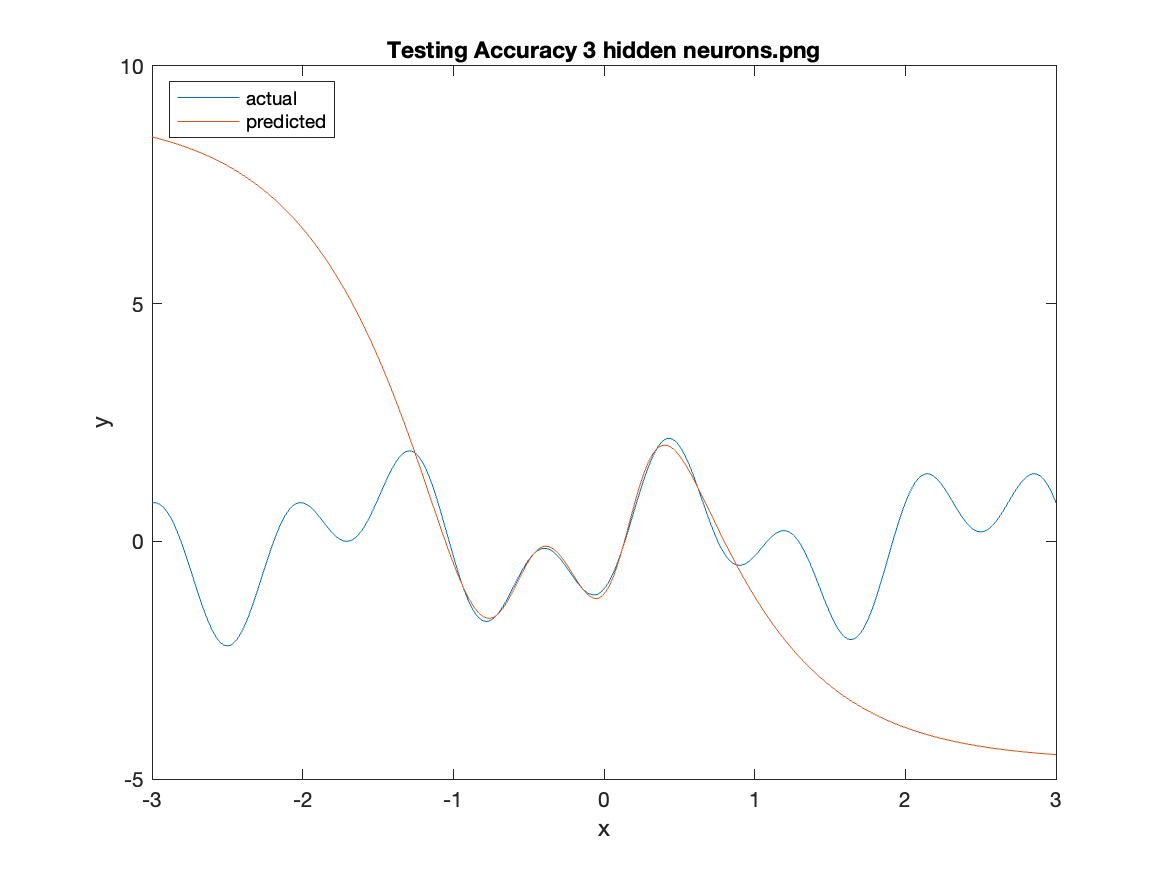 Testing Accuracy 3 hidden neurons.png
10
actual
predicted
5
y
0
-5
-3 -2 -1 0 1 2 3
x